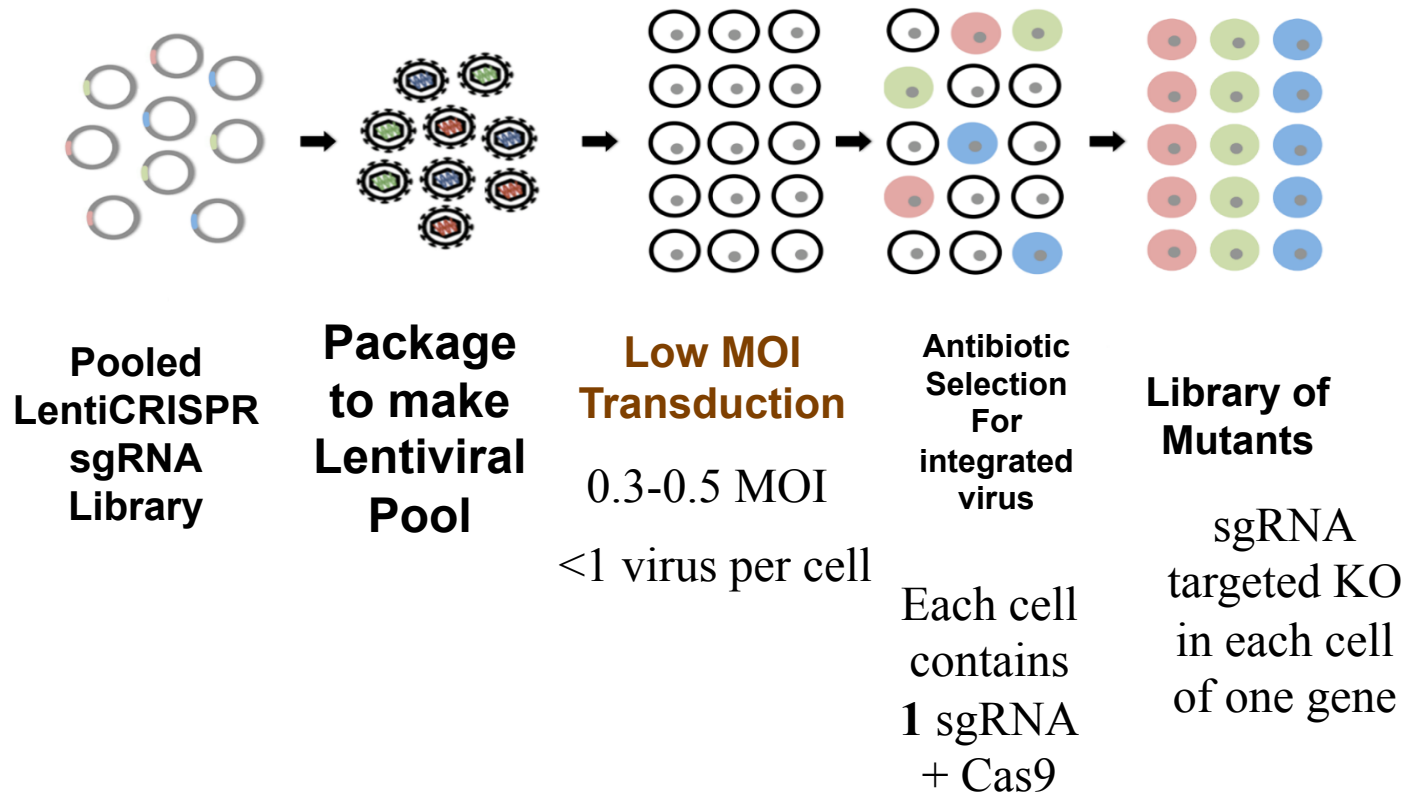 Pooled
LentiCRISPR
sgRNA
Library
Package
to make
Lentiviral
Pool
Low MOI
Transduction
0.3-0.5 MOI
<1 virus per cell
Antibiotic
Selection
For
integrated
virus
Each cell
contains
1 sgRNA
+ Cas9
Library of
Mutants
sgRNA
targeted KO
in each cell
of one gene